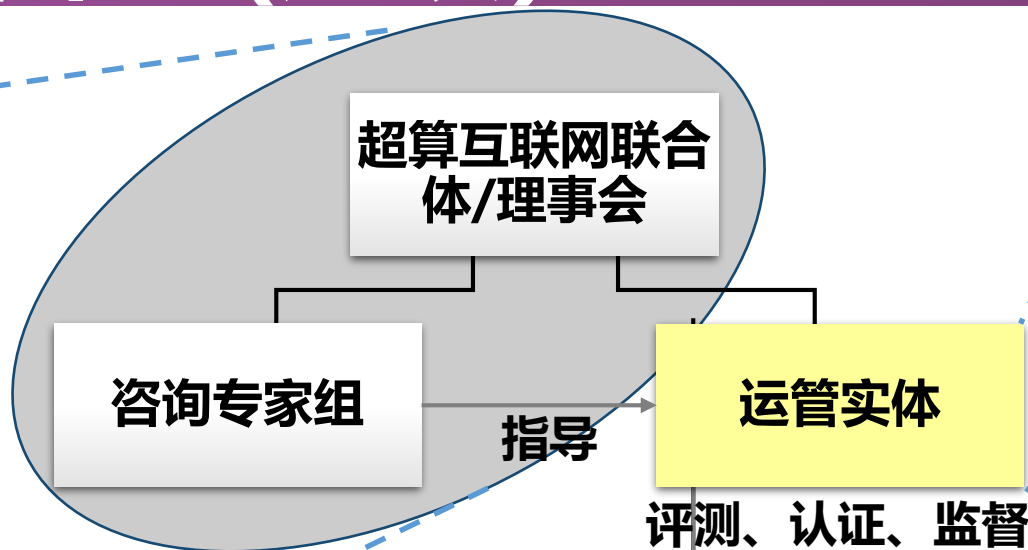 超算互联网联合
体/理事会
咨询专家组
运管实体
指导
评测、认证、监督